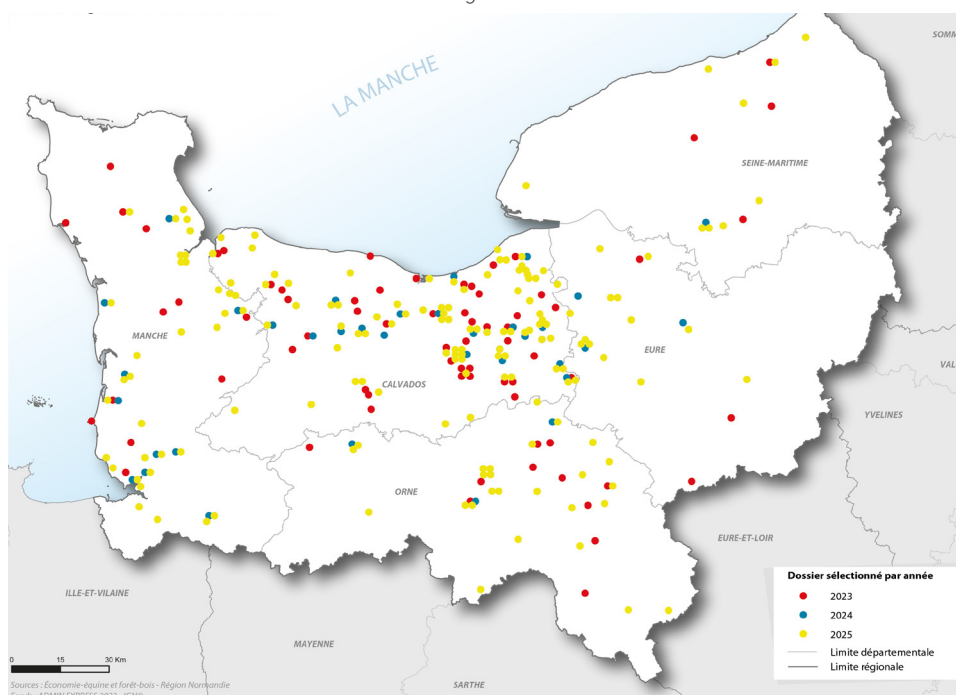 LA MANCHE
SOMM
SEINE-MARITIME
MANCHE
EURE
VAL
CALVADOS
YVELINES
ORNE
EURE-ET-LOIR
ILLE-ET-VILAINE
MAYENNE
SARTHE
Dossier sélectionné par année
2023
2024
2025
Limite départementale
Limite régionale
0 15 30 Km
Sources : Économie-équine et forêt-bois - Région Normandie